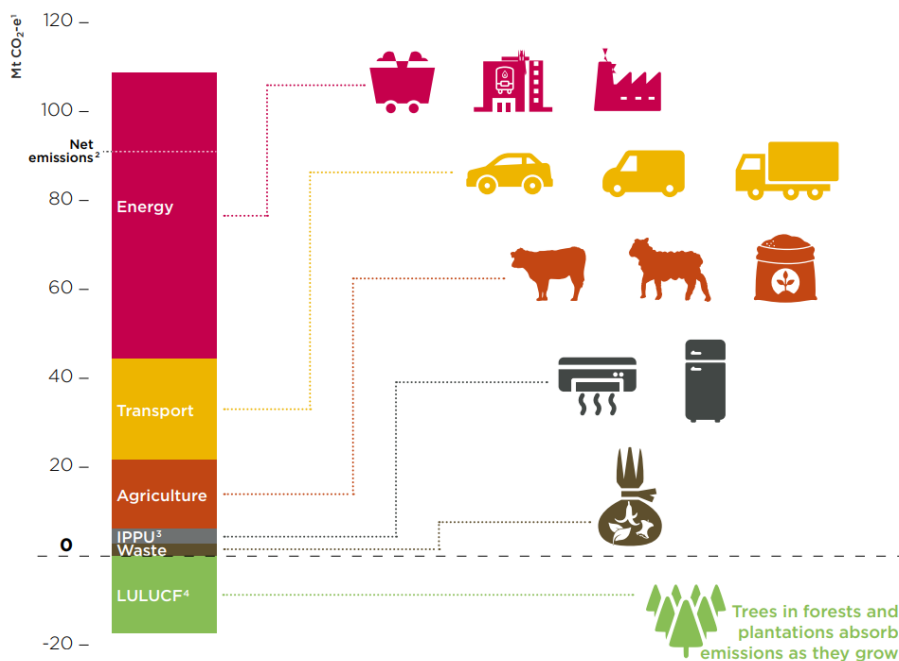 Mt CO₂-e¹
120
100
Net
emissions²
80
Energy
60
40
Transport
20
Agriculture
IPPU³
0
Waste
LULUCF⁴
-20
Trees in forests and
plantations absorb
emissions as they grow